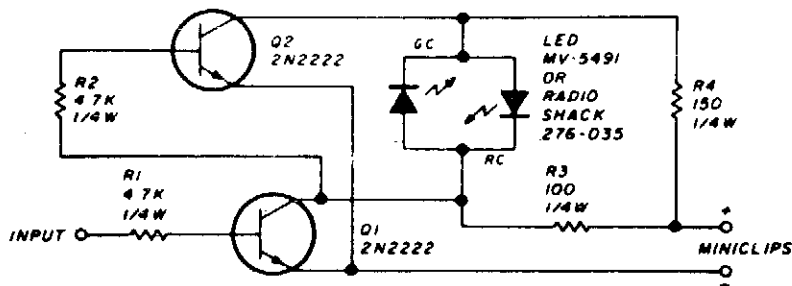 Q2
2N2222
GC
LED
MV-5491
OR
RADIO
SHACK
276-035
R2
4.7K
1/4W
R4
150
1/4W
RC
R1
4.7K
1/4W
R3
100
1/4W
INPUT
Q1
2N2222
+
MINICLIPS